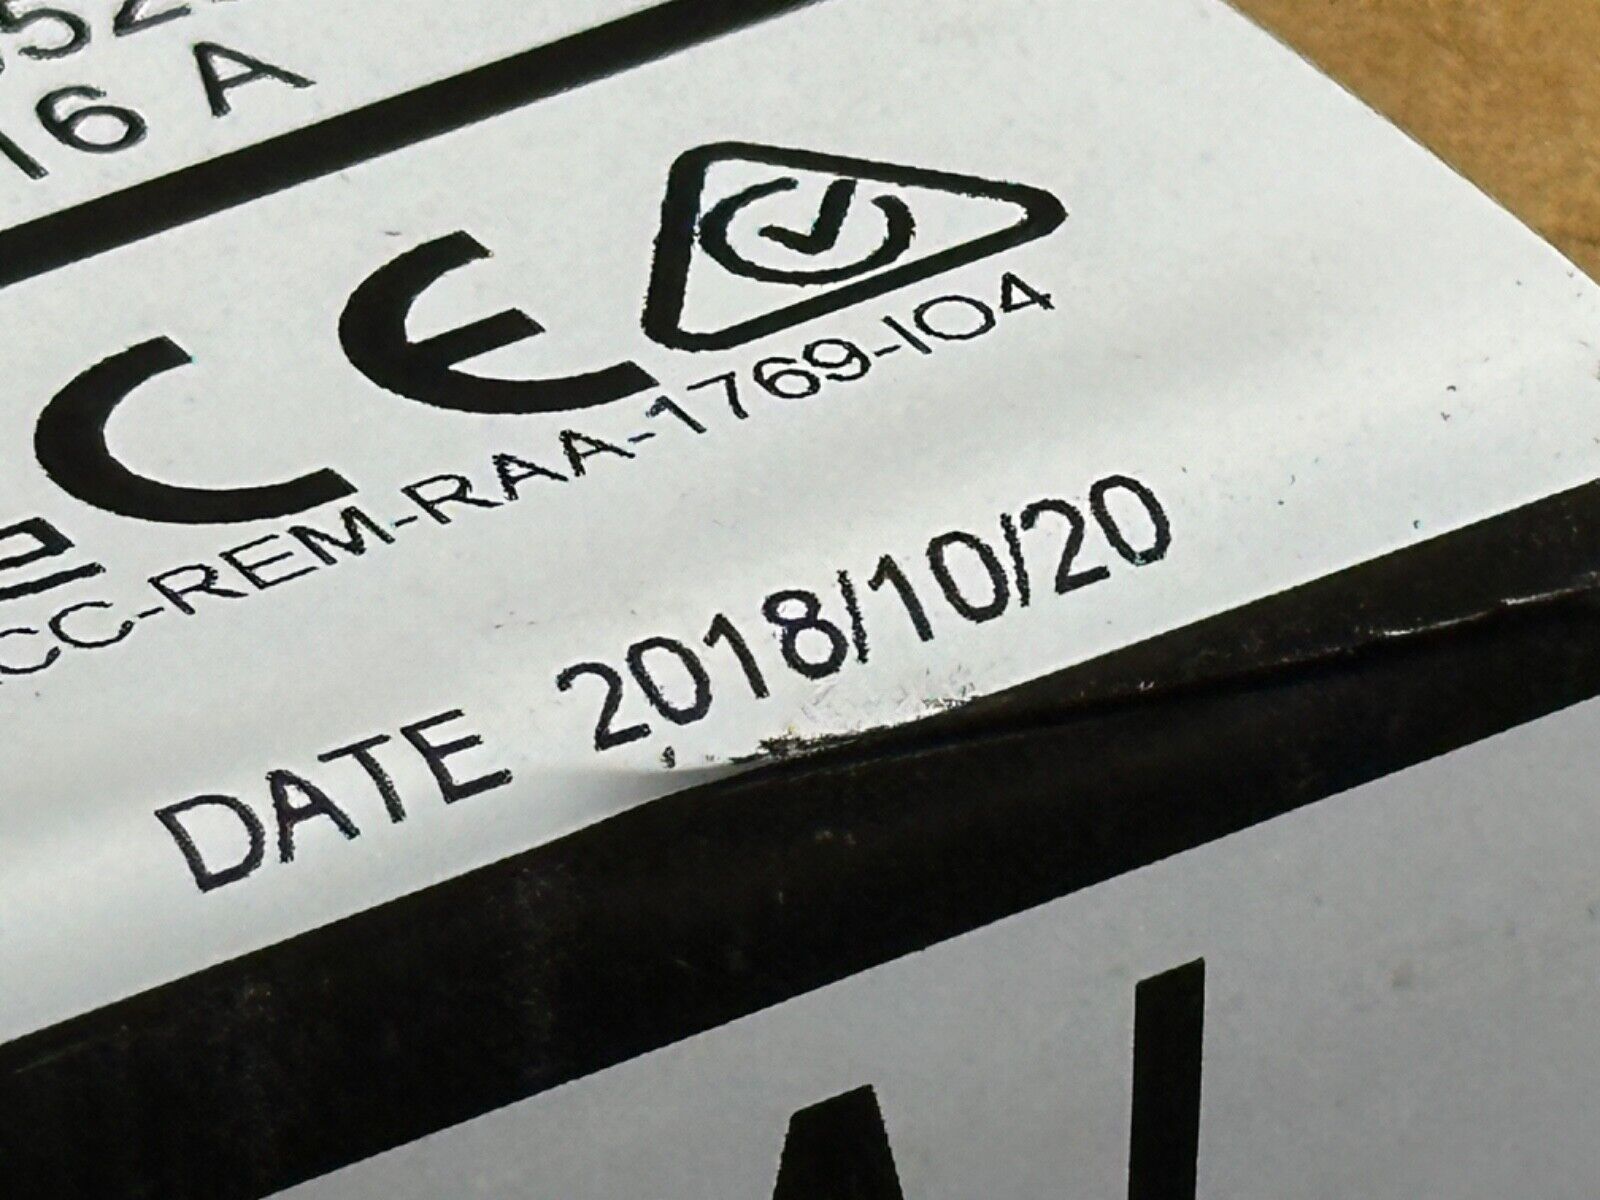 16 A
CE
CC-REM-RAA-1769-IO4
DATE 2018/10/20